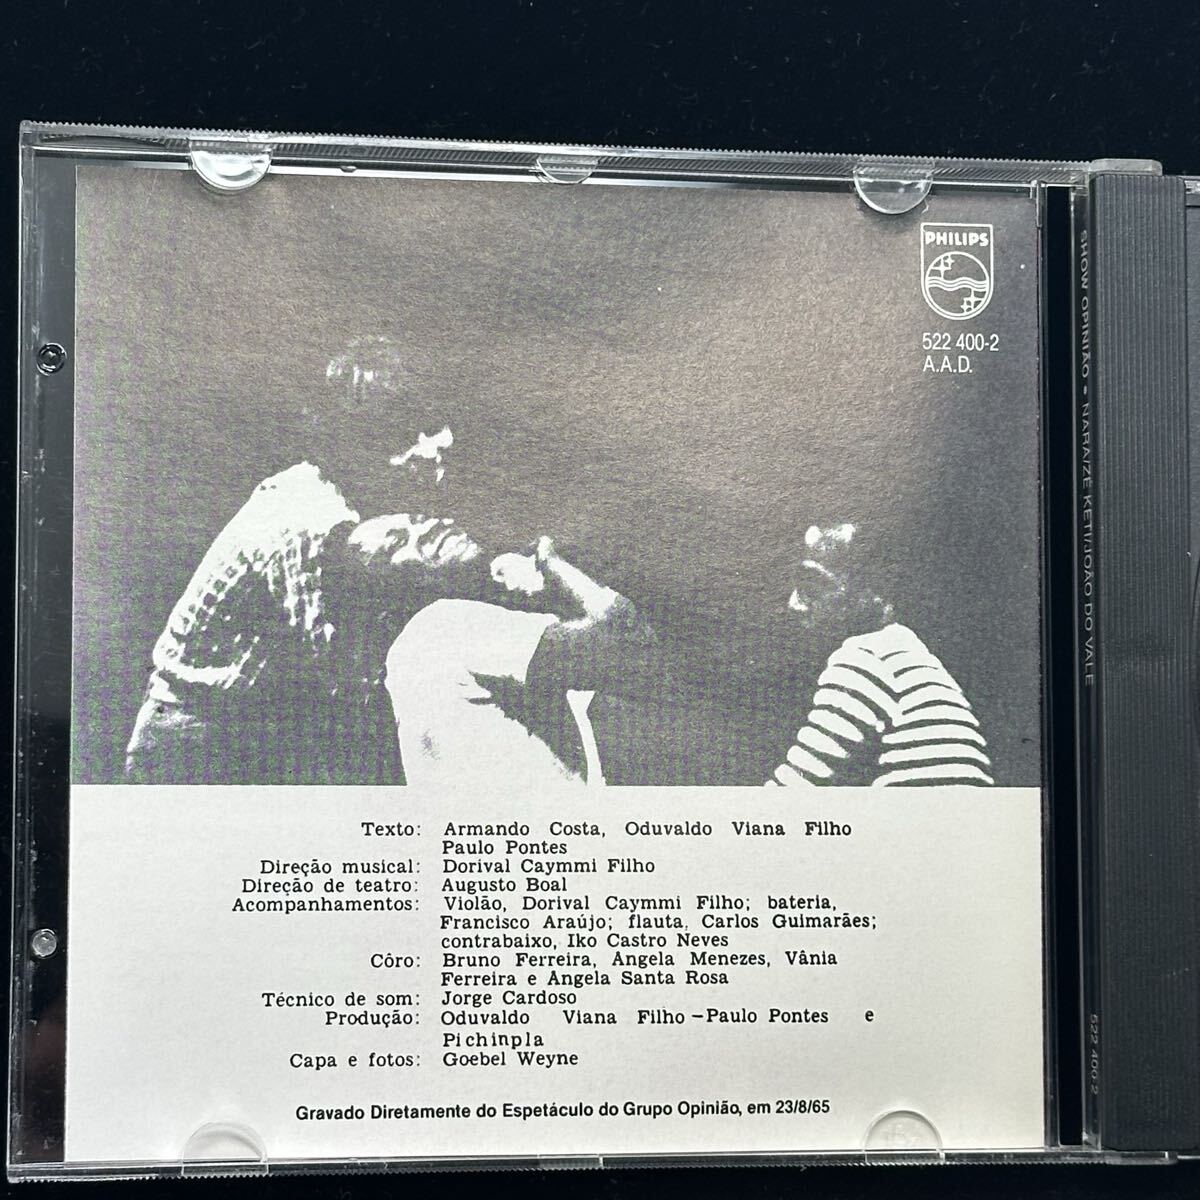 PHILIPS
522 400-2
A.A.D.
Texto: Armando Costa, Oduvaldo Viana Filho
Paulo Pontes
Direção musical: Dorival Caymmi Filho
Direção de teatro: Augusto Boal
Acompanhamentos: Violão, Dorival Caymmi Filho; bateria,
Francisco Araújo; flauta, Carlos Guimarães;
contrabaixo, Iko Castro Neves
Côro: Bruno Ferreira, Angela Menezes, Vânia
Ferreira e Angela Santa Rosa
Técnico de som: Jorge Cardoso
Produção: Oduvaldo Viana Filho - Paulo Pontes e
Pichinpla
Capa e fotos: Goebel Weyne
Gravado Diretamente do Espetáculo do Grupo Opinião, em 23/8/65
SHOW OPINIÃO • NARA/ZÉ KETI/JOÃO DO VALE
522 400-2